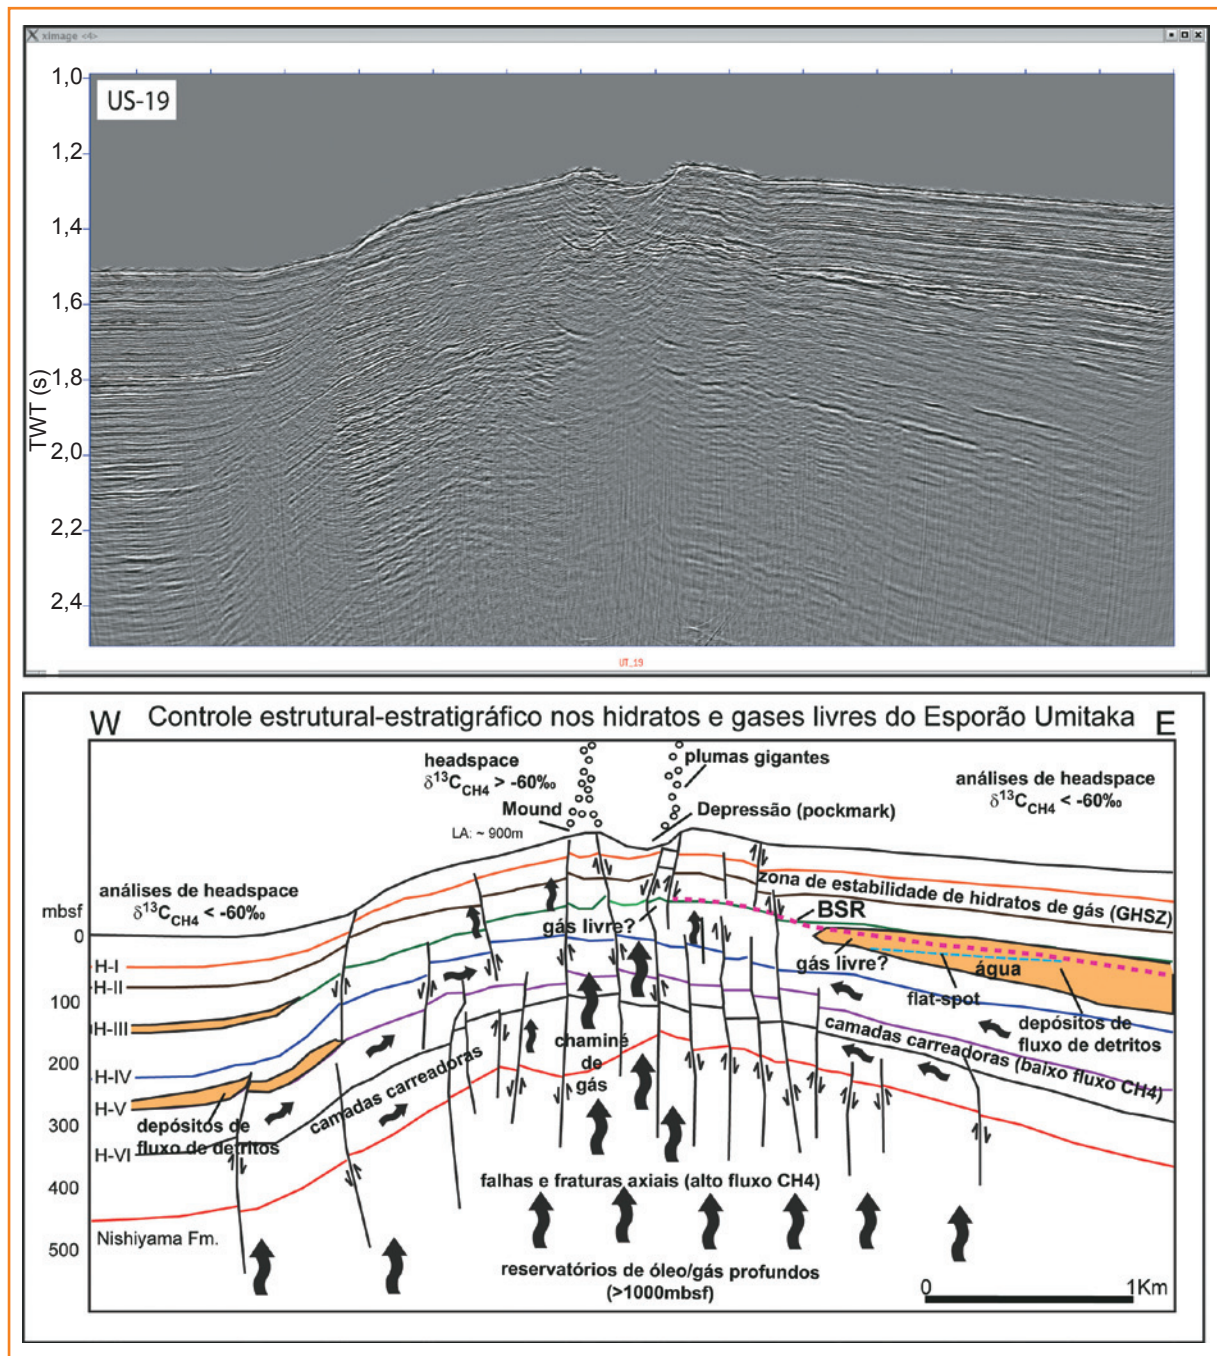 ximage <4>
US-19
1,0
1,2
1,4
1,6
1,8
2,0
2,2
2,4
TWT (s)
UT_19
W Controle estrutural-estratigráfico nos hidratos e gases livres do Esporão Umitaka E
headspace
δ¹³C_CH4 > -60‰
plumas gigantes
análises de headspace
δ¹³C_CH4 < -60‰
Mound
Depressão (pockmark)
LA: ~ 900m
análises de headspace
δ¹³C_CH4 < -60‰
zona de estabilidade de hidratos de gás (GHSZ)
BSR
mbsf
0
100
200
300
400
500
H-I
H-II
H-III
H-IV
H-V
H-VI
gás livre?
gás livre?
água
flat-spot
depósitos de
fluxo de detritos
camadas carreadoras (baixo fluxo CH4)
chaminé
de
gás
camadas carreadoras
depósitos de
fluxo de detritos
falhas e fraturas axiais (alto fluxo CH4)
Nishiyama Fm.
reservatórios de óleo/gás profundos
(>1000mbsf)
0 1Km